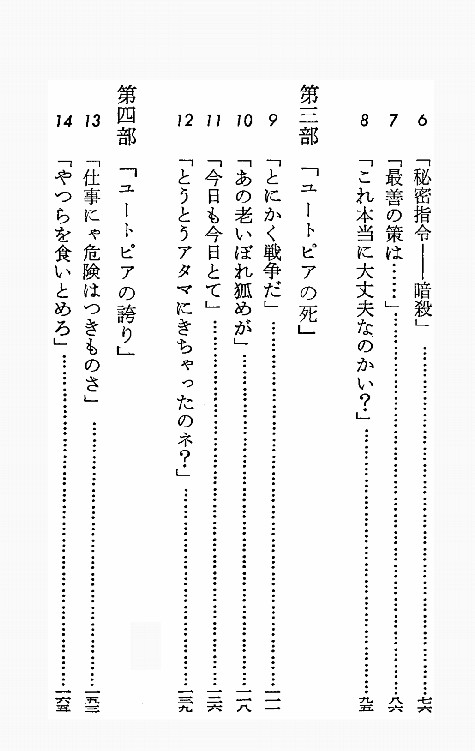 6 「秘密指令――暗殺」……七六
7 「最善の策は……」……八六
8 「これ本当に大丈夫なのかい？」……九五
第三部 「ユートピアの死」
9 「とにかく戦争だ」……一一一
10 「あの老いぼれ狐めが」……一一八
11 「今日も今日とて」……一二六
12 「とうとうアタマにきちゃったのネ？」……一三九
第四部 「ユートピアの誇り」
13 「仕事にゃ危険はつきものさ」……一五三
14 「やつらを食いとめろ」……一六五